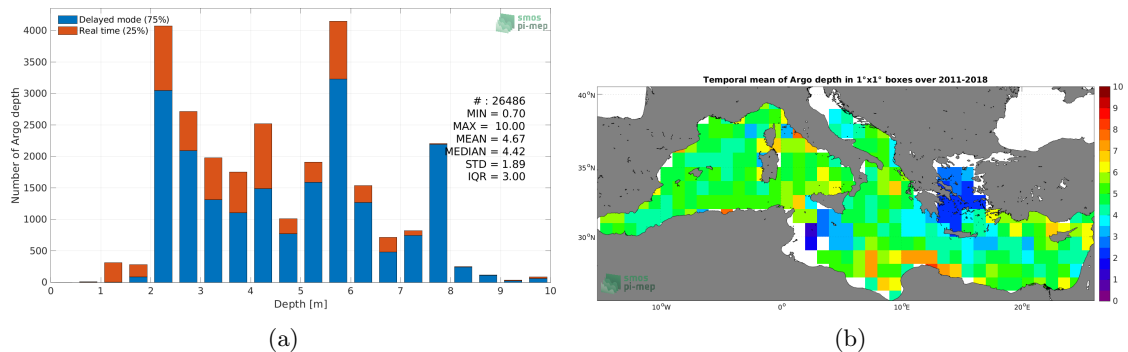 Delayed mode (75%)
Real time (25%)
smos
pi-mep
4000
3500
3000
2500
2000
1500
1000
500
0
Number of Argo depth
# : 26486
MIN = 0.70
MAX = 10.00
MEAN = 4.67
MEDIAN = 4.42
STD = 1.89
IQR = 3.00
0 1 2 3 4 5 6 7 8 9 10
Depth [m]
(a)
Temporal mean of Argo depth in 1°x1° boxes over 2011-2018
40°N
35°N
30°N
10°W 0° 10°E 20°E
10
9
8
7
6
5
4
3
2
1
0
smos
pi-mep
(b)